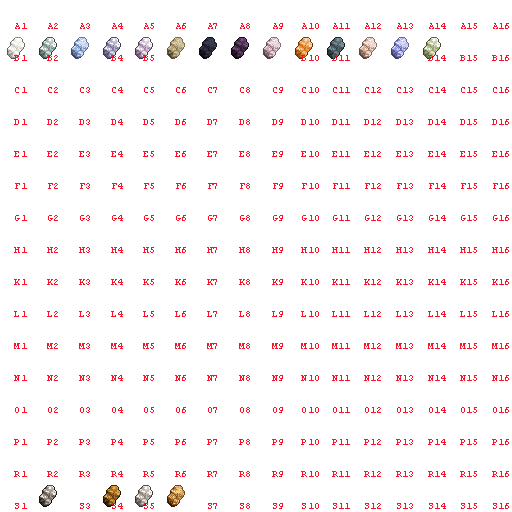 A1 A2 A3 A4 A5 A6 A7 A8 A9 A10 A11 A12 A13 A14 A15 A16
B1 B2 B4 B5 B10 B11 B14 B15 B16
C1 C2 C3 C4 C5 C6 C7 C8 C9 C10 C11 C12 C13 C14 C15 C16
D1 D2 D3 D4 D5 D6 D7 D8 D9 D10 D11 D12 D13 D14 D15 D16
E1 E2 E3 E4 E5 E6 E7 E8 E9 E10 E11 E12 E13 E14 E15 E16
F1 F2 F3 F4 F5 F6 F7 F8 F9 F10 F11 F12 F13 F14 F15 F16
G1 G2 G3 G4 G5 G6 G7 G8 G9 G10 G11 G12 G13 G14 G15 G16
H1 H2 H3 H4 H5 H6 H7 H8 H9 H10 H11 H12 H13 H14 H15 H16
K1 K2 K3 K4 K5 K6 K7 K8 K9 K10 K11 K12 K13 K14 K15 K16
L1 L2 L3 L4 L5 L6 L7 L8 L9 L10 L11 L12 L13 L14 L15 L16
M1 M2 M3 M4 M5 M6 M7 M8 M9 M10 M11 M12 M13 M14 M15 M16
N1 N2 N3 N4 N5 N6 N7 N8 N9 N10 N11 N12 N13 N14 N15 N16
O1 O2 O3 O4 O5 O6 O7 O8 O9 O10 O11 O12 O13 O14 O15 O16
P1 P2 P3 P4 P5 P6 P7 P8 P9 P10 P11 P12 P13 P14 P15 P16
R1 R2 R3 R4 R5 R6 R7 R8 R9 R10 R11 R12 R13 R14 R15 R16
S1 S3 S4 S7 S8 S9 S10 S11 S12 S13 S14 S15 S16